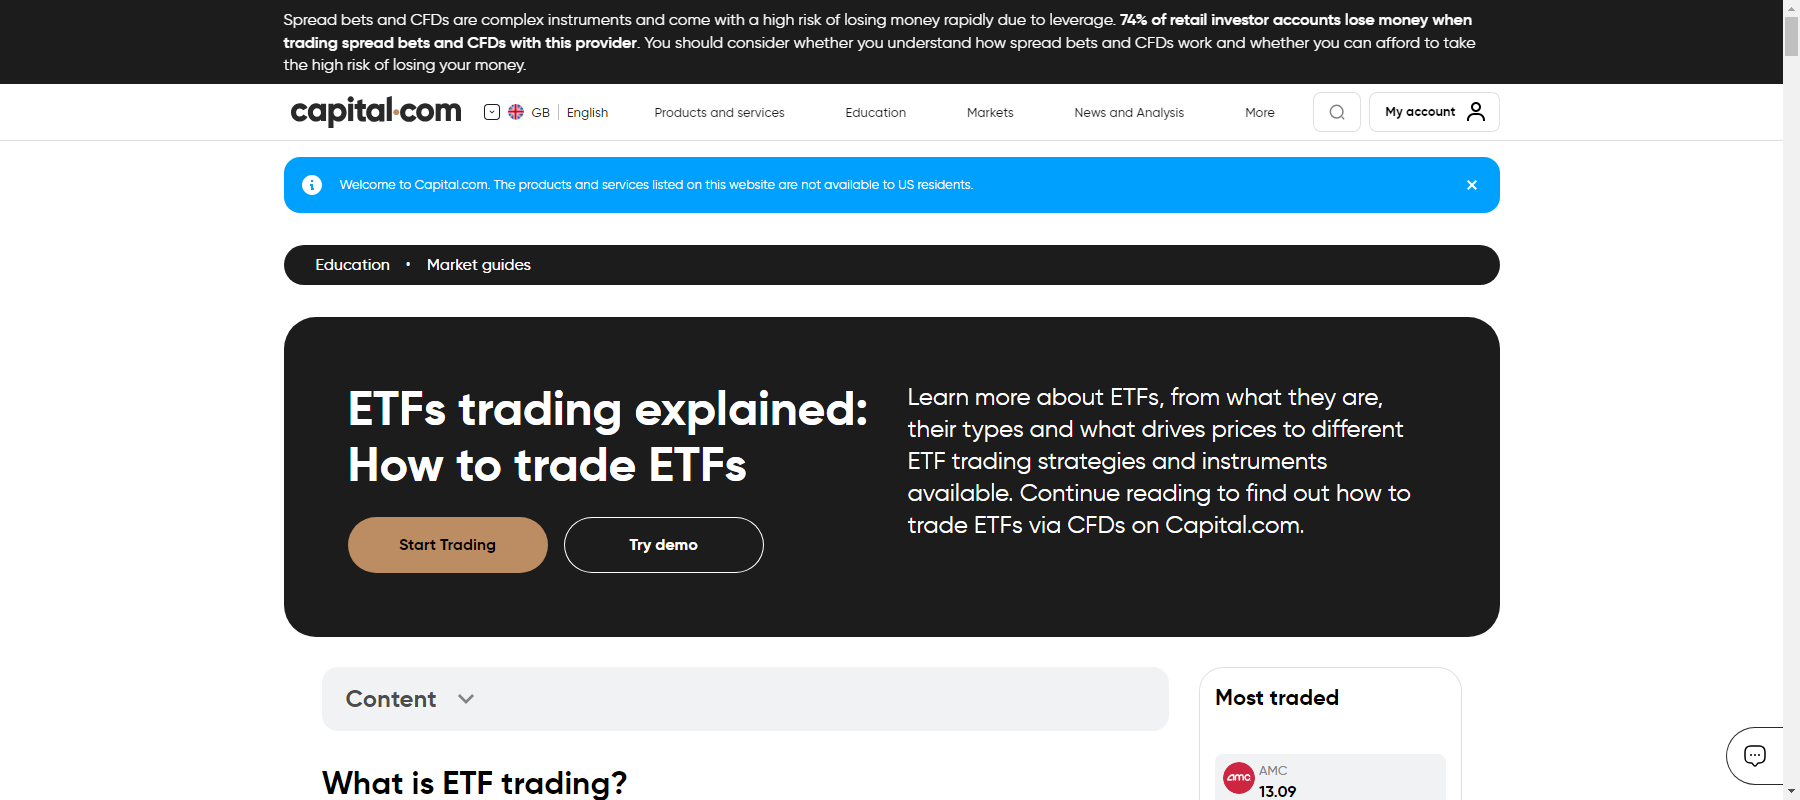 Spread bets and CFDs are complex instruments and come with a high risk of losing money rapidly due to leverage. 74% of retail investor accounts lose money when
trading spread bets and CFDs with this provider. You should consider whether you understand how spread bets and CFDs work and whether you can afford to take
the high risk of losing your money.
capital.com GB English Products and services Education Markets News and Analysis More My account
Welcome to Capital.com. The products and services listed on this website are not available to US residents.
Education • Market guides
ETFs trading explained:
How to trade ETFs
Start Trading Try demo
Learn more about ETFs, from what they are,
their types and what drives prices to different
ETF trading strategies and instruments
available. Continue reading to find out how to
trade ETFs via CFDs on Capital.com.
Content
What is ETF trading?
Most traded
amc AMC
13.09